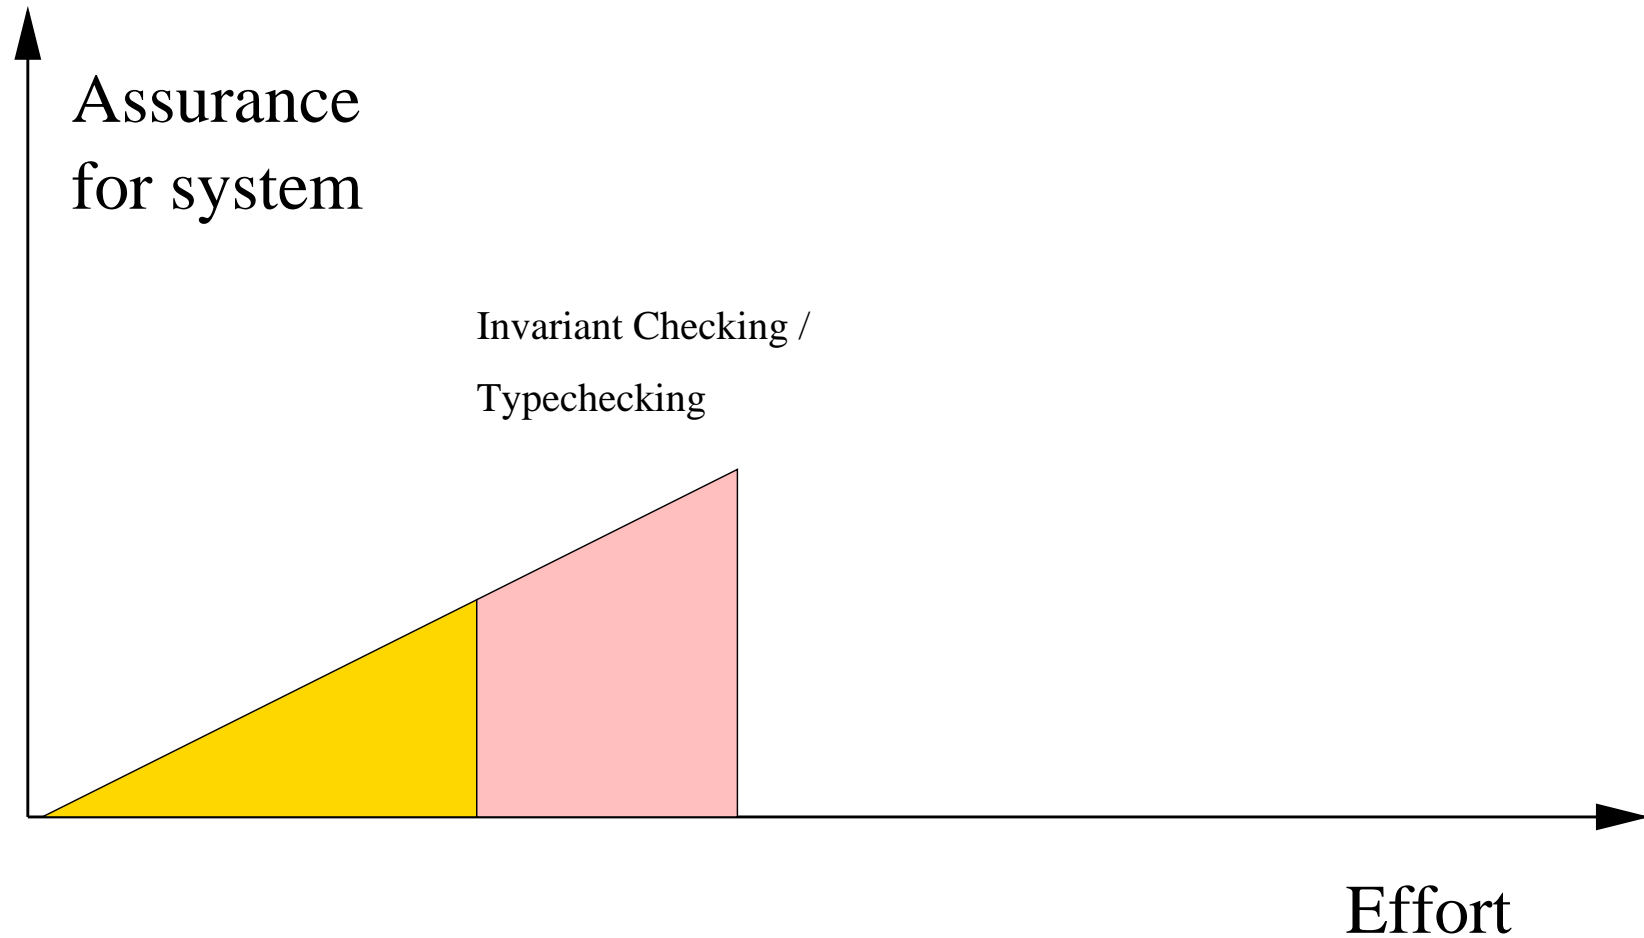 Assurance
for system
Invariant Checking /
Typechecking
Effort